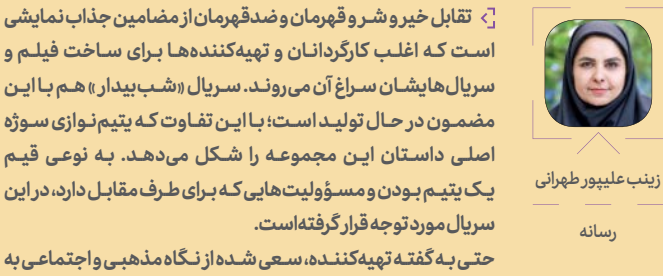 تقابل خیر و شر و قهرمان و ضدقهرمان از مضامین جذاب نمایشی
است که اغلب کارگردانان و تهیه‌کننده‌ها برای ساخت فیلم و
سریال‌هایشان سراغ آن می‌روند. سریال «شب‌بیدار» هم با این
مضمون در حال تولید است؛ با این تفاوت که یتیم‌نوازی سوژه
اصلی داستان این مجموعه را شکل می‌دهد. به نوعی قیم
یک یتیم بودن و مسؤولیت‌هایی که برای طرف مقابل دارد، در این
سریال مورد توجه قرار گرفته‌است.
حتی به گفته تهیه‌کننده، سعی شده از نگاه مذهبی و اجتماعی به
زینب علیپور طهرانی
رسانه